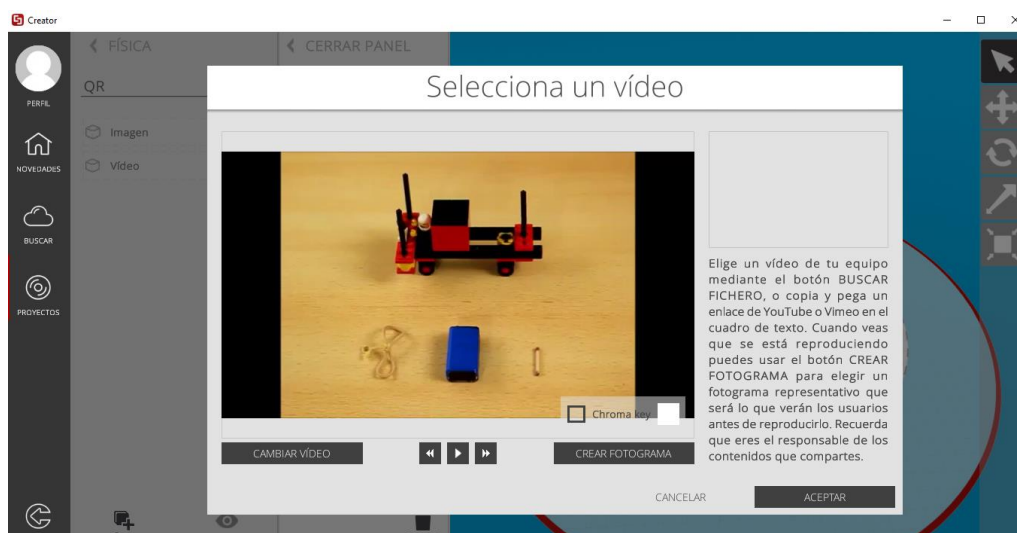 Creator
FÍSICA
CERRAR PANEL
PERFIL
QR
Imagen
Vídeo
NOVEDADES
BUSCAR
PROYECTOS
Selecciona un vídeo
Elige un vídeo de tu equipo
mediante el botón BUSCAR
FICHERO, o copia y pega un
enlace de YouTube o Vimeo en el
cuadro de texto. Cuando veas
que se está reproduciendo
puedes usar el botón CREAR
FOTOGRAMA para elegir un
fotograma representativo que
será lo que verán los usuarios
antes de reproducirlo. Recuerda
que eres el responsable de los
contenidos que compartes.
Chroma key
CAMBIAR VÍDEO
CREAR FOTOGRAMA
CANCELAR
ACEPTAR